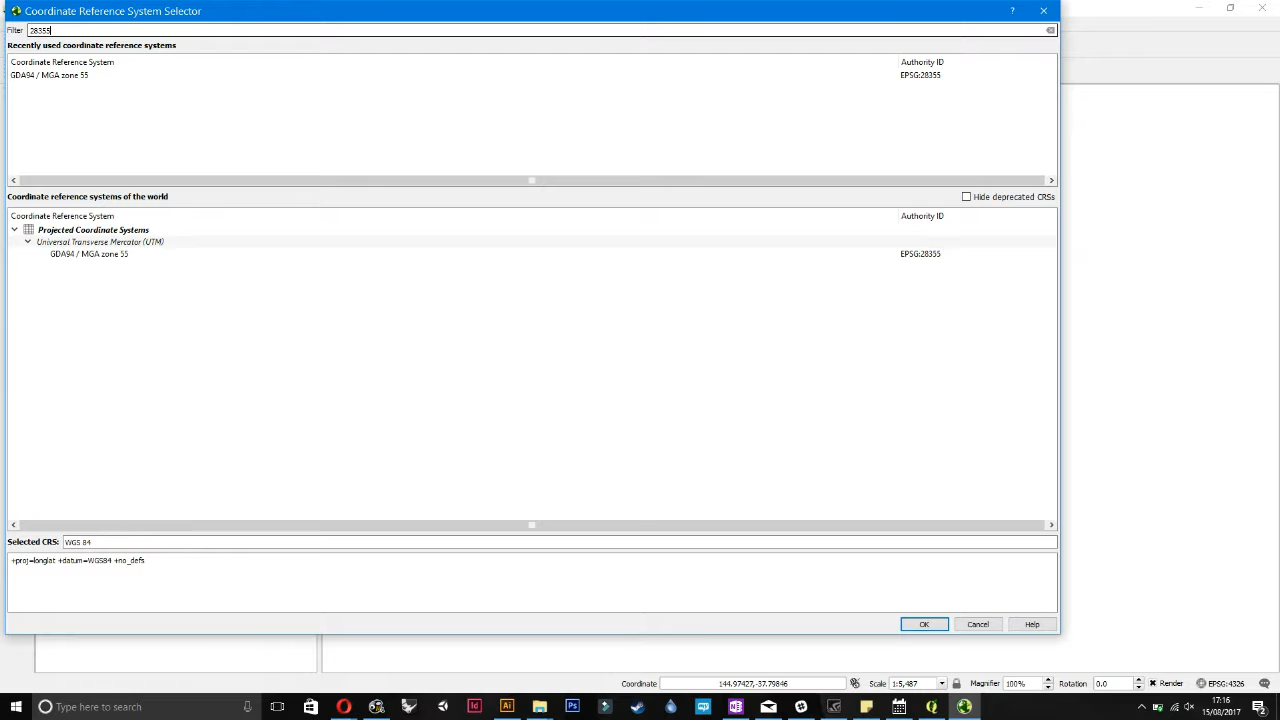 Coordinate Reference System Selector
Filter 28355
Recently used coordinate reference systems
Coordinate Reference System Authority ID
GDA94 / MGA zone 55 EPSG:28355
Coordinate reference systems of the world Hide deprecated CRSs
Coordinate Reference System Authority ID
Projected Coordinate Systems
Universal Transverse Mercator (UTM)
GDA94 / MGA zone 55 EPSG:28355
Selected CRS: WGS 84
+proj=longlat +datum=WGS84 +no_defs
OK Cancel Help
Coordinate 144.97427,-37.79846 Scale 1:5,487 Magnifier 100% Rotation 0.0 Render EPSG:4326
Type here to search Id Ai Ps 17:16
15/08/2017